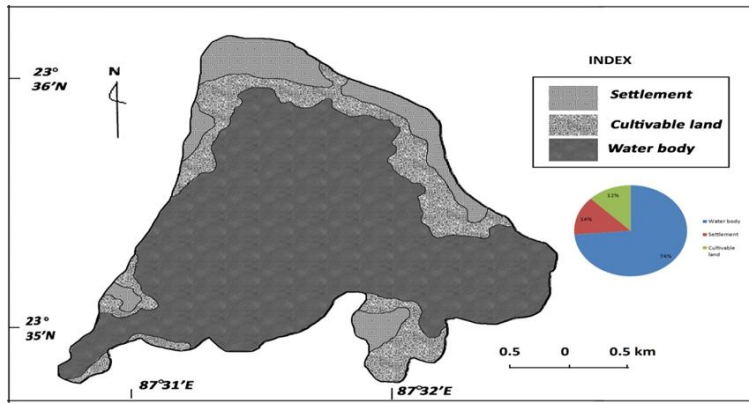 INDEX
23°
36'N
N
Settlement
Cultivable land
Water body
11%
14%
74%
Water body
Settlement
Cultivable
land
23°
35'N
0.5 0 0.5 km
87°31'E
87°32'E